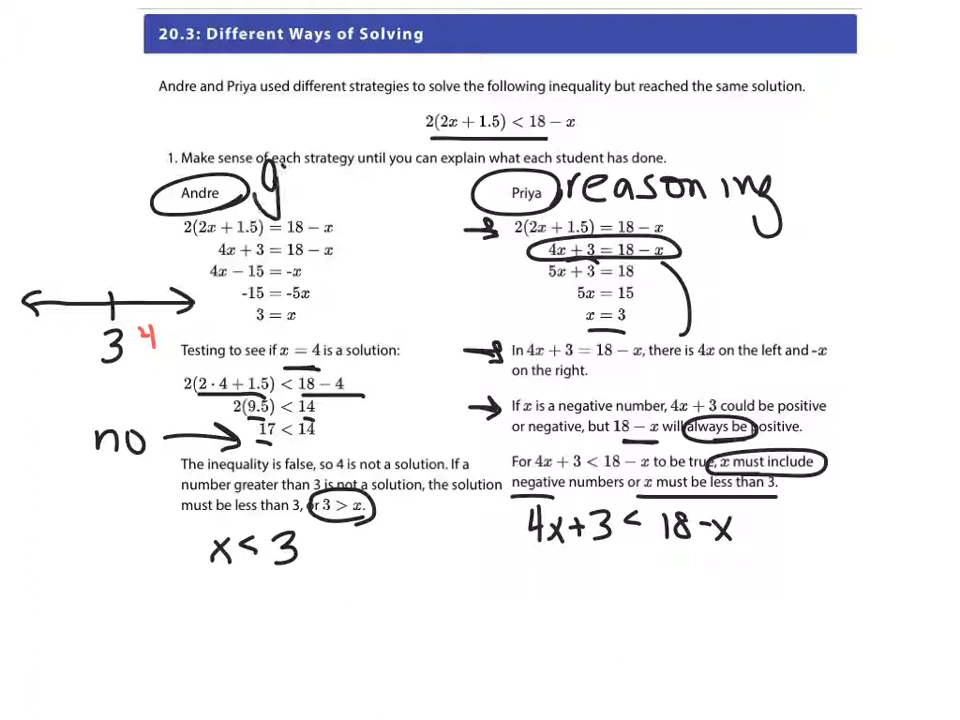 20.3: Different Ways of Solving
Andre and Priya used different strategies to solve the following inequality but reached the same solution.
2(2x + 1.5) < 18 − x
1. Make sense of each strategy until you can explain what each student has done.
Andre
g
2(2x + 1.5) = 18 − x
4x + 3 = 18 − x
4x − 15 = -x
-15 = -5x
3 = x
3 4
Testing to see if x = 4 is a solution:
2(2 · 4 + 1.5) < 18 − 4
2(9.5) < 14
no
17 < 14
The inequality is false, so 4 is not a solution. If a
number greater than 3 is not a solution, the solution
must be less than 3, or 3 > x.
x < 3
Priya reasoning
2(2x + 1.5) = 18 − x
4x + 3 = 18 − x
5x + 3 = 18
5x = 15
x = 3
In 4x + 3 = 18 − x, there is 4x on the left and -x
on the right.
If x is a negative number, 4x + 3 could be positive
or negative, but 18 − x will always be positive.
For 4x + 3 < 18 − x to be true, x must include
negative numbers or x must be less than 3.
4x+3 < 18-x